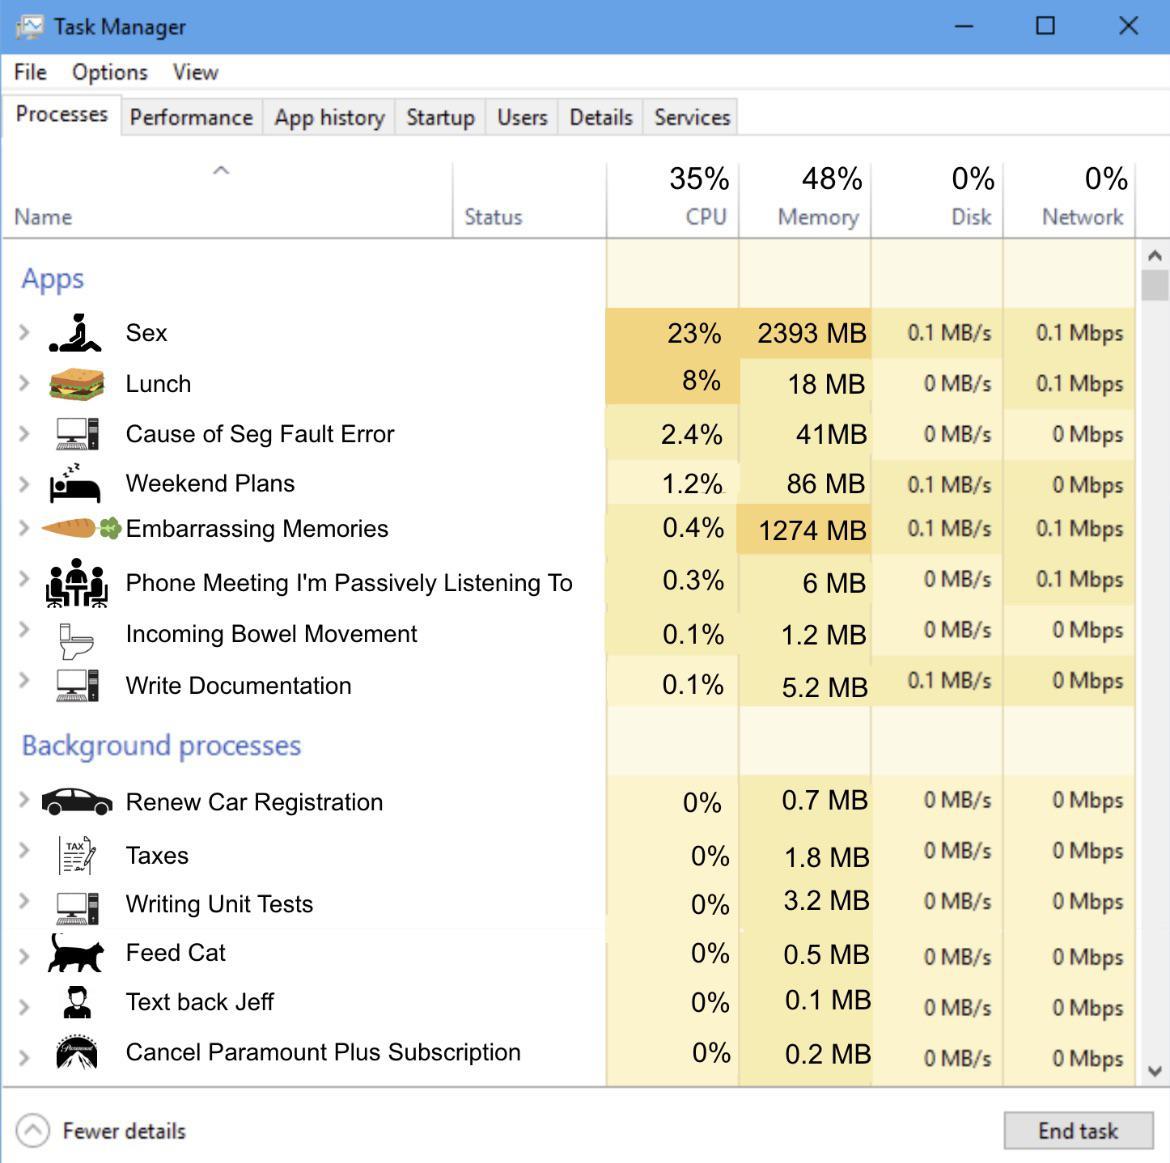 Task Manager
File Options View
Processes Performance App history Startup Users Details Services
35% 48% 0% 0%
Name Status CPU Memory Disk Network
Apps
Sex 23% 2393 MB 0.1 MB/s 0.1 Mbps
Lunch 8% 18 MB 0 MB/s 0.1 Mbps
Cause of Seg Fault Error 2.4% 41MB 0 MB/s 0 Mbps
zzz
Weekend Plans 1.2% 86 MB 0.1 MB/s 0 Mbps
Embarrassing Memories 0.4% 1274 MB 0.1 MB/s 0.1 Mbps
Phone Meeting I'm Passively Listening To 0.3% 6 MB 0 MB/s 0.1 Mbps
Incoming Bowel Movement 0.1% 1.2 MB 0 MB/s 0 Mbps
Write Documentation 0.1% 5.2 MB 0.1 MB/s 0 Mbps
Background processes
Renew Car Registration 0% 0.7 MB 0 MB/s 0 Mbps
TAX Taxes 0% 1.8 MB 0 MB/s 0 Mbps
Writing Unit Tests 0% 3.2 MB 0 MB/s 0 Mbps
Feed Cat 0% 0.5 MB 0 MB/s 0 Mbps
Text back Jeff 0% 0.1 MB 0 MB/s 0 Mbps
Paramount Cancel Paramount Plus Subscription 0% 0.2 MB 0 MB/s 0 Mbps
Fewer details End task